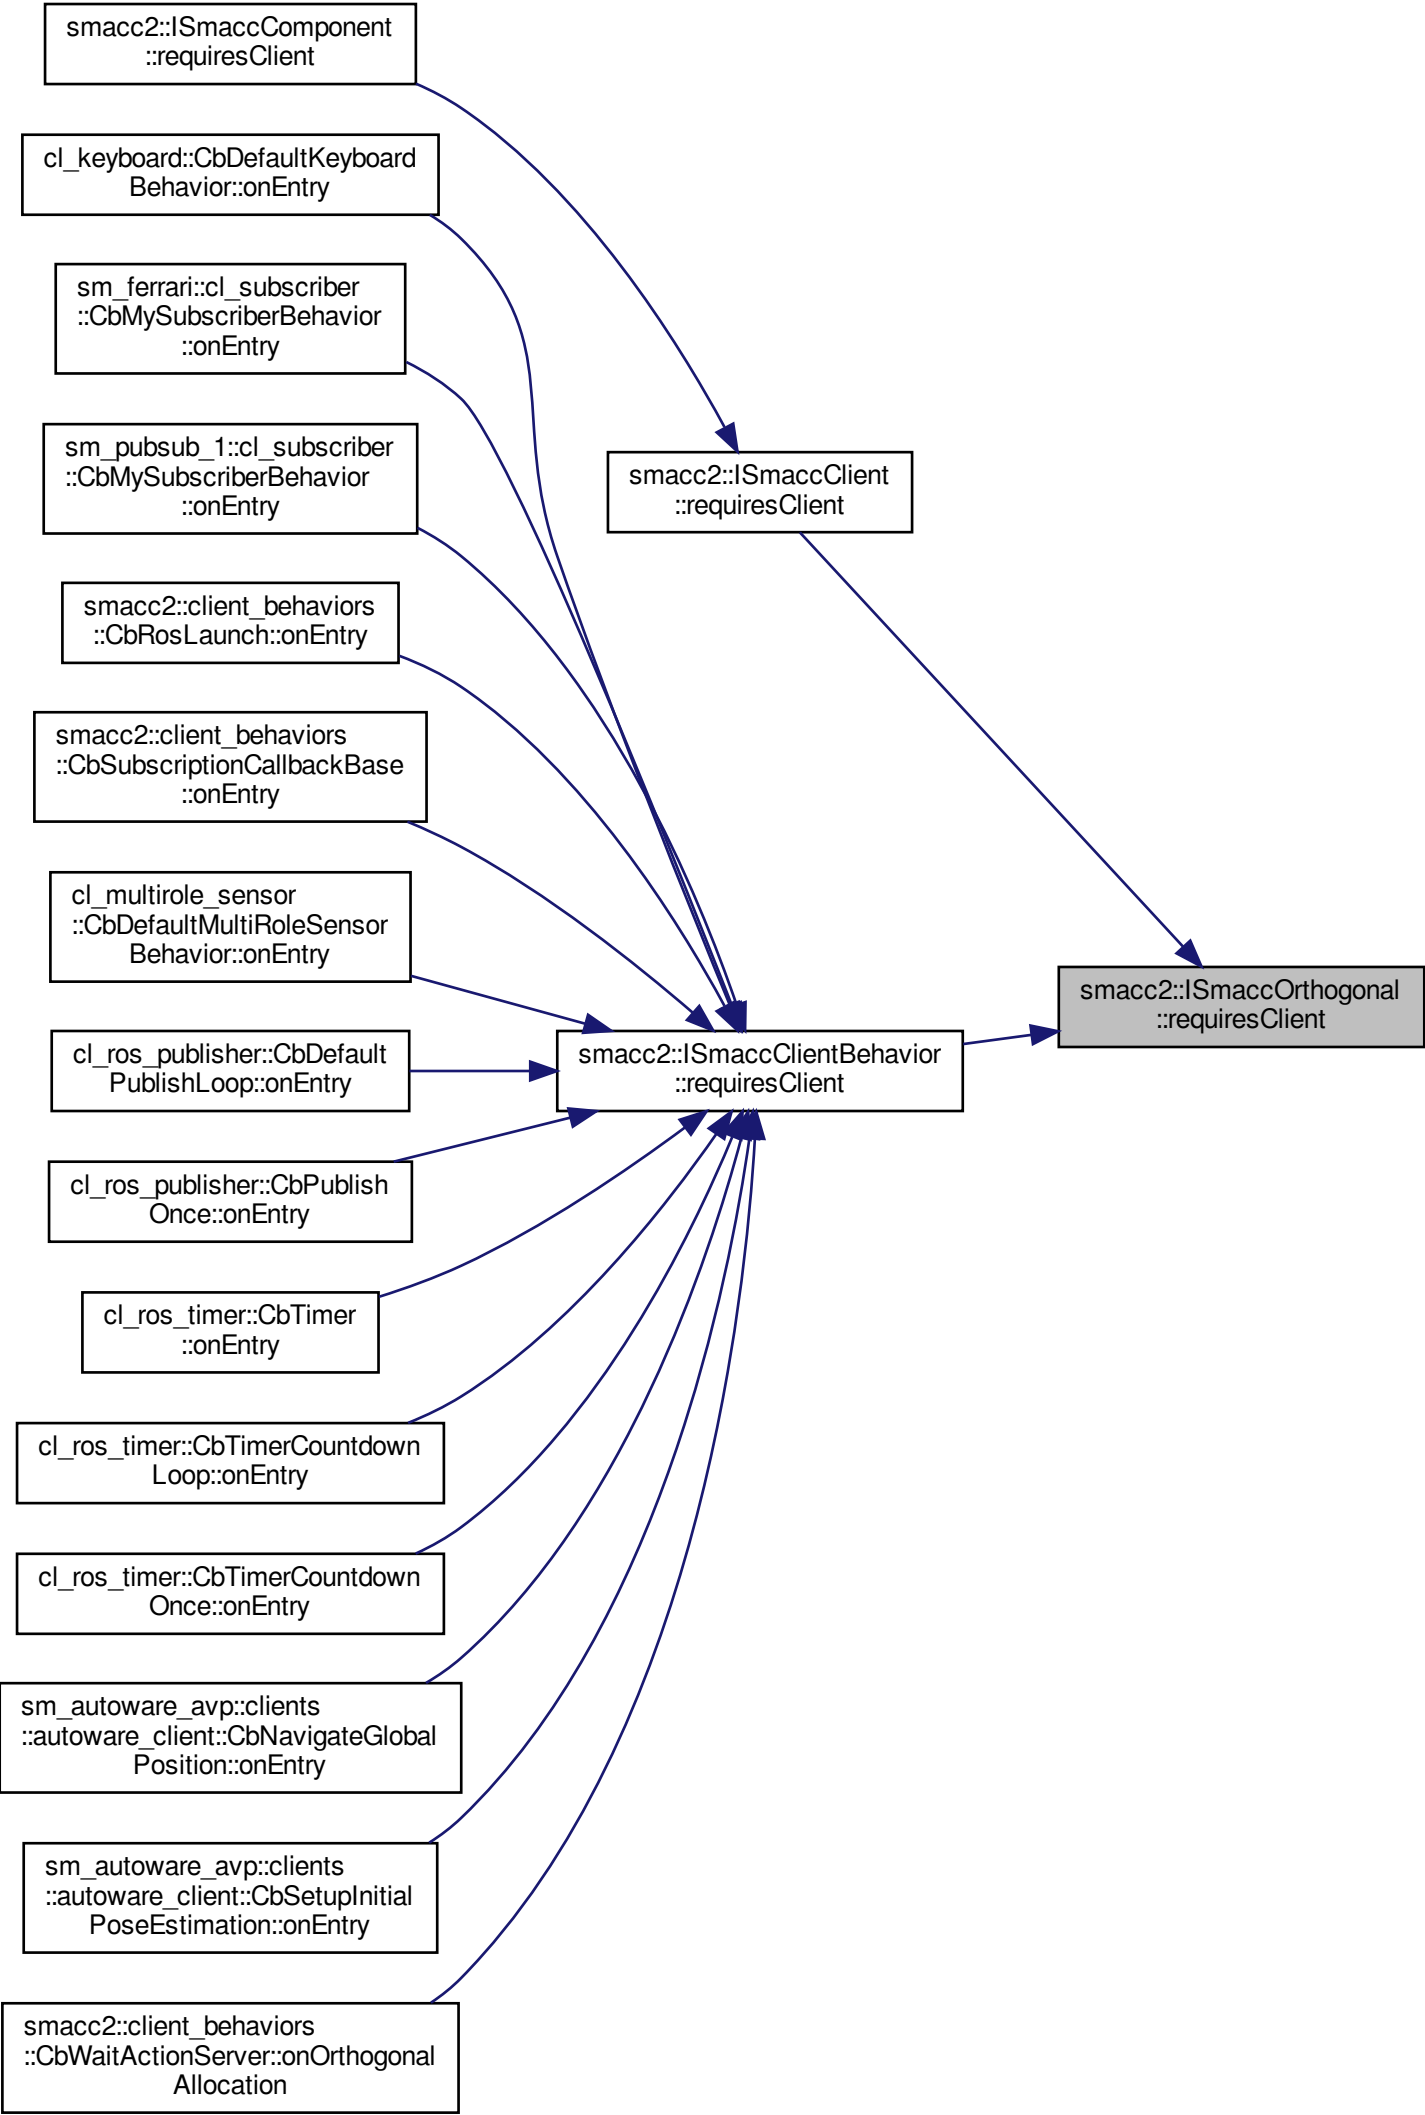 smacc2::ISmaccComponent
::requiresClient
cl_keyboard::CbDefaultKeyboard
Behavior::onEntry
sm_ferrari::cl_subscriber
::CbMySubscriberBehavior
::onEntry
sm_pubsub_1::cl_subscriber
::CbMySubscriberBehavior
::onEntry
smacc2::ISmaccClient
::requiresClient
smacc2::client_behaviors
::CbRosLaunch::onEntry
smacc2::client_behaviors
::CbSubscriptionCallbackBase
::onEntry
cl_multirole_sensor
::CbDefaultMultiRoleSensor
Behavior::onEntry
smacc2::ISmaccOrthogonal
::requiresClient
cl_ros_publisher::CbDefault
PublishLoop::onEntry
smacc2::ISmaccClientBehavior
::requiresClient
cl_ros_publisher::CbPublish
Once::onEntry
cl_ros_timer::CbTimer
::onEntry
cl_ros_timer::CbTimerCountdown
Loop::onEntry
cl_ros_timer::CbTimerCountdown
Once::onEntry
sm_autoware_avp::clients
::autoware_client::CbNavigateGlobal
Position::onEntry
sm_autoware_avp::clients
::autoware_client::CbSetupInitial
PoseEstimation::onEntry
smacc2::client_behaviors
::CbWaitActionServer::onOrthogonal
Allocation